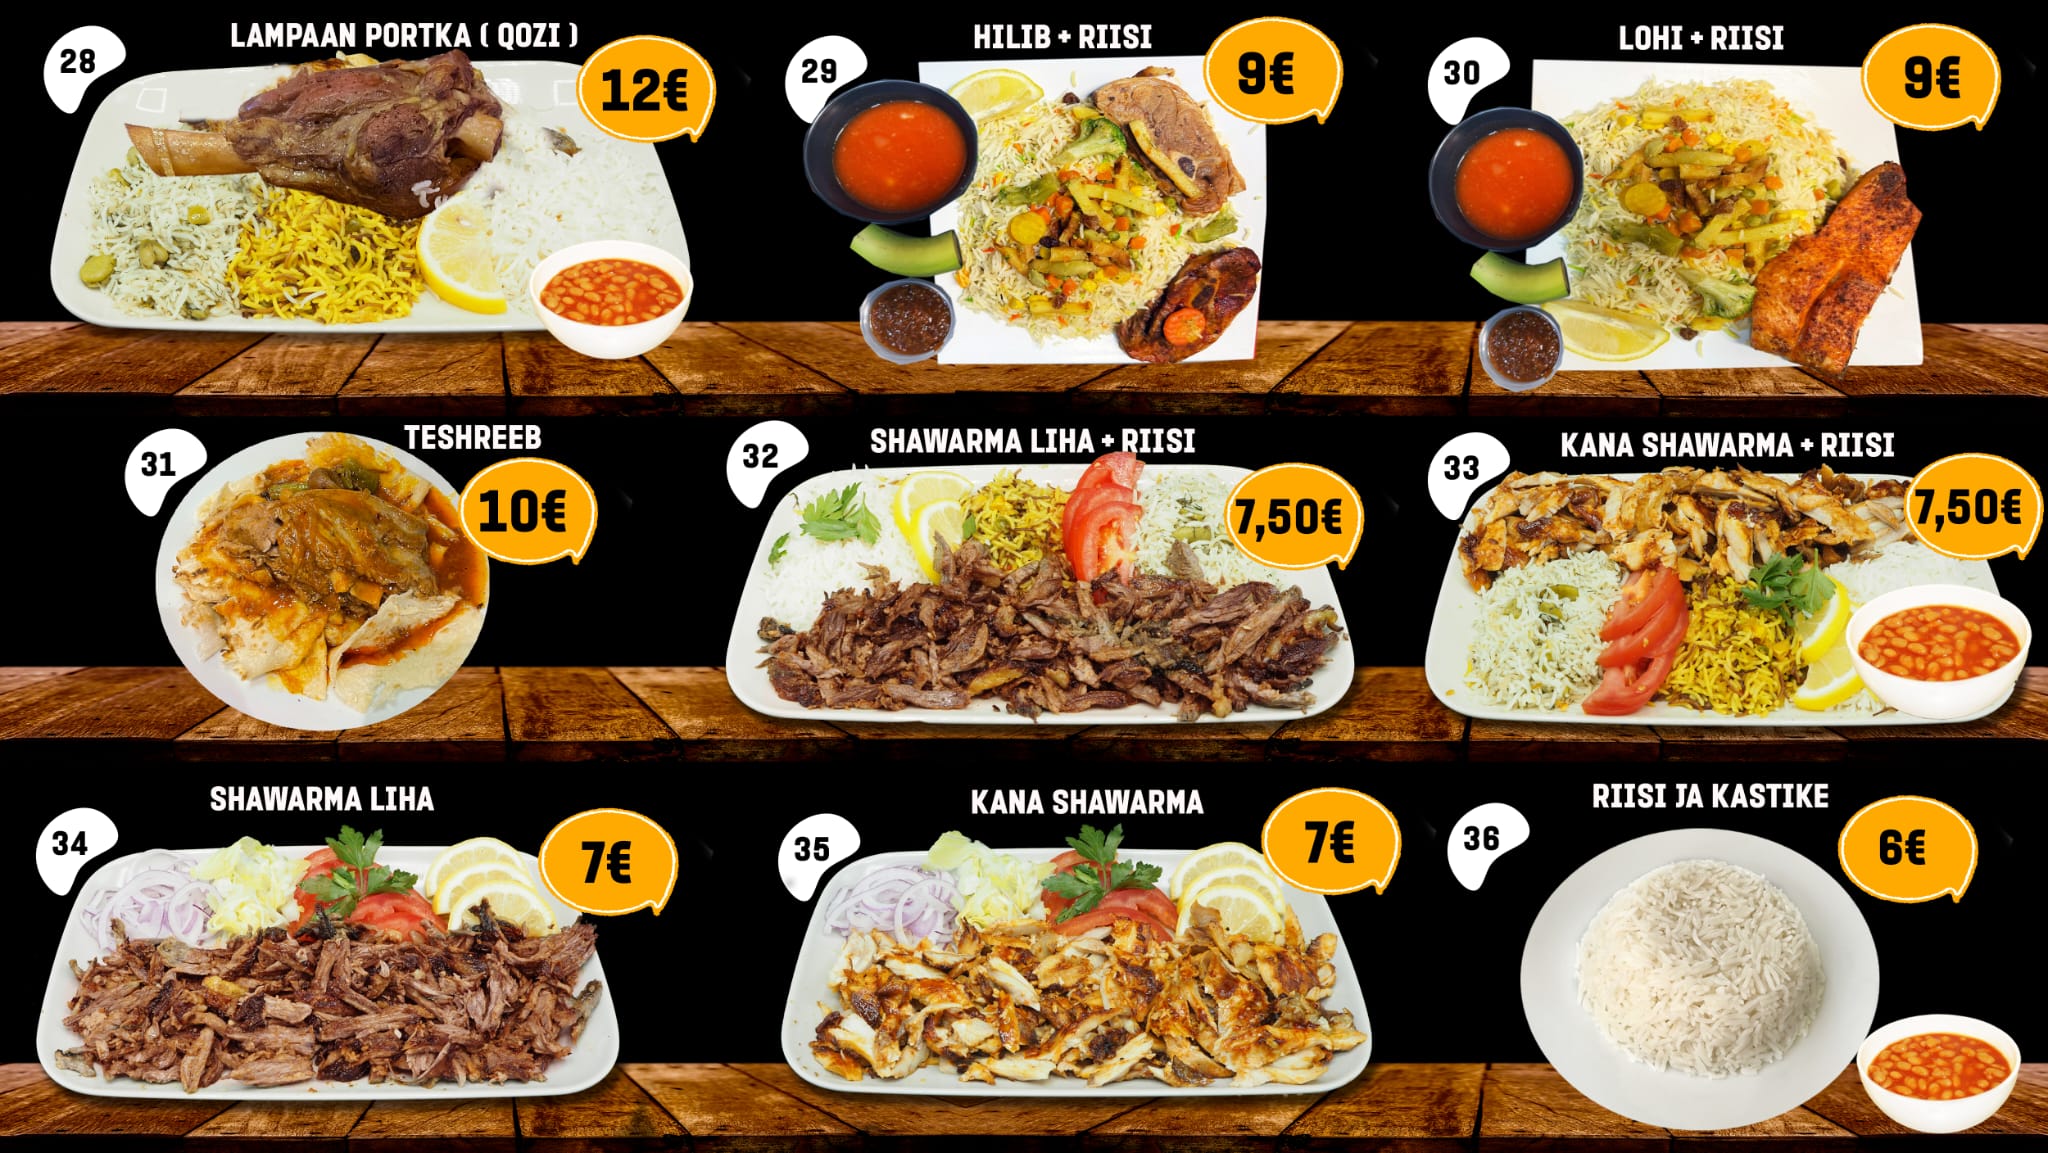 28
LAMPAAN PORTKA ( QOZI )
12€
29
HILIB + RIISI
9€
30
LOHI + RIISI
9€
31
TESHREEB
10€
32
SHAWARMA LIHA + RIISI
7,50€
33
KANA SHAWARMA + RIISI
7,50€
34
SHAWARMA LIHA
7€
35
KANA SHAWARMA
7€
36
RIISI JA KASTIKE
6€